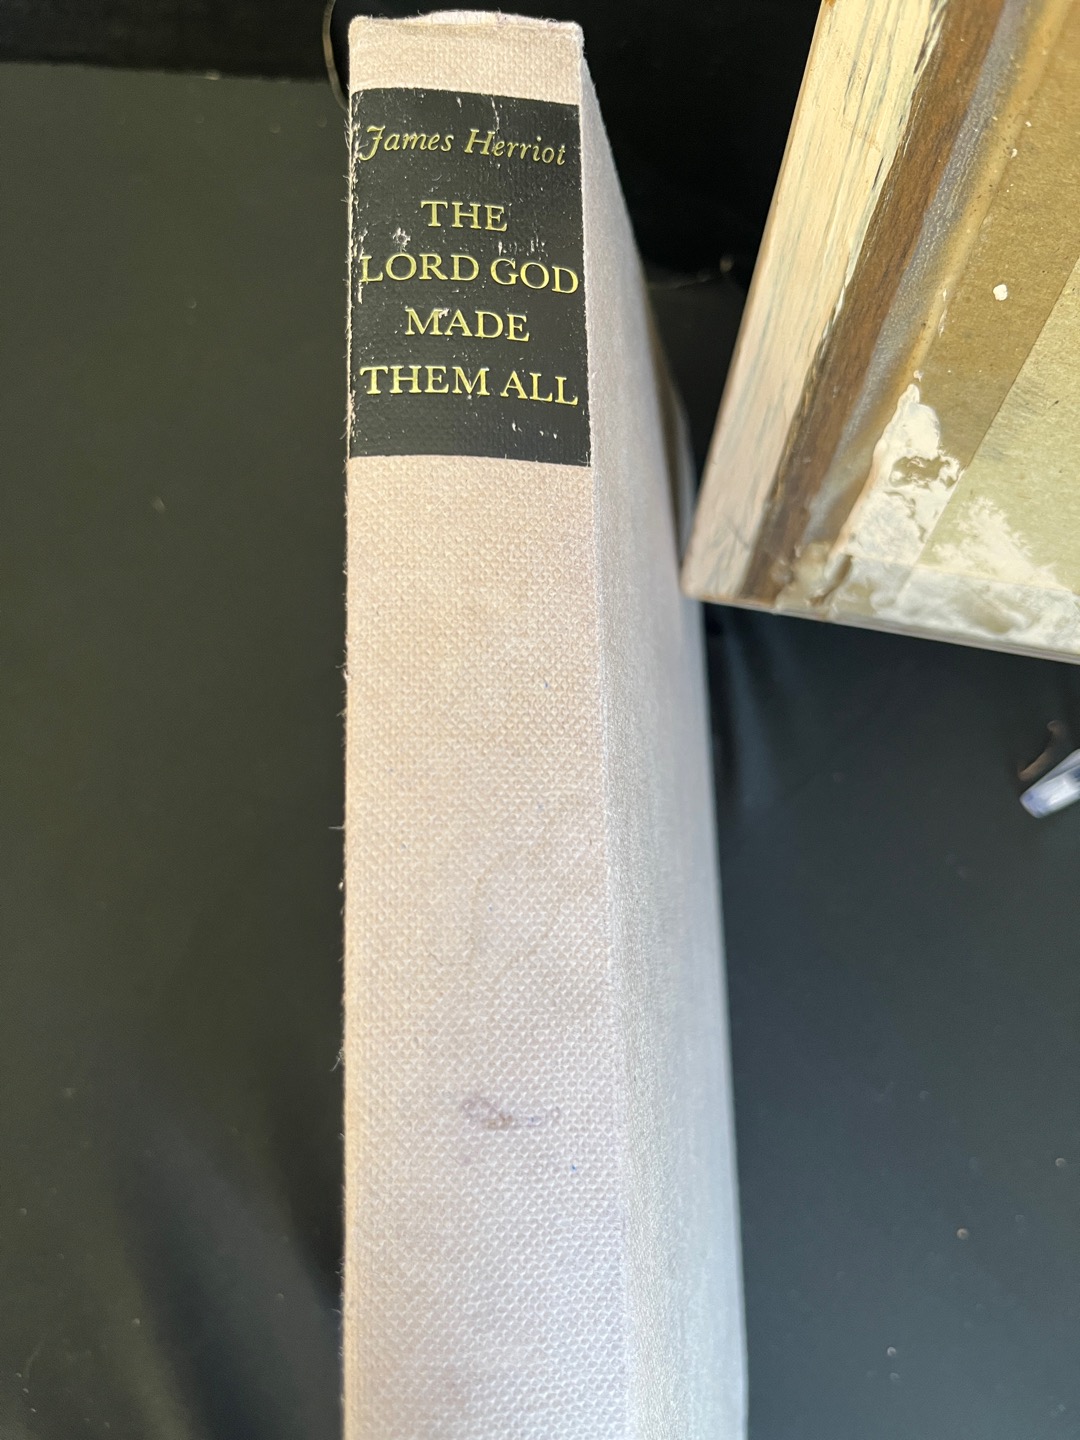 James Herriot
THE
LORD GOD
MADE
THEM ALL